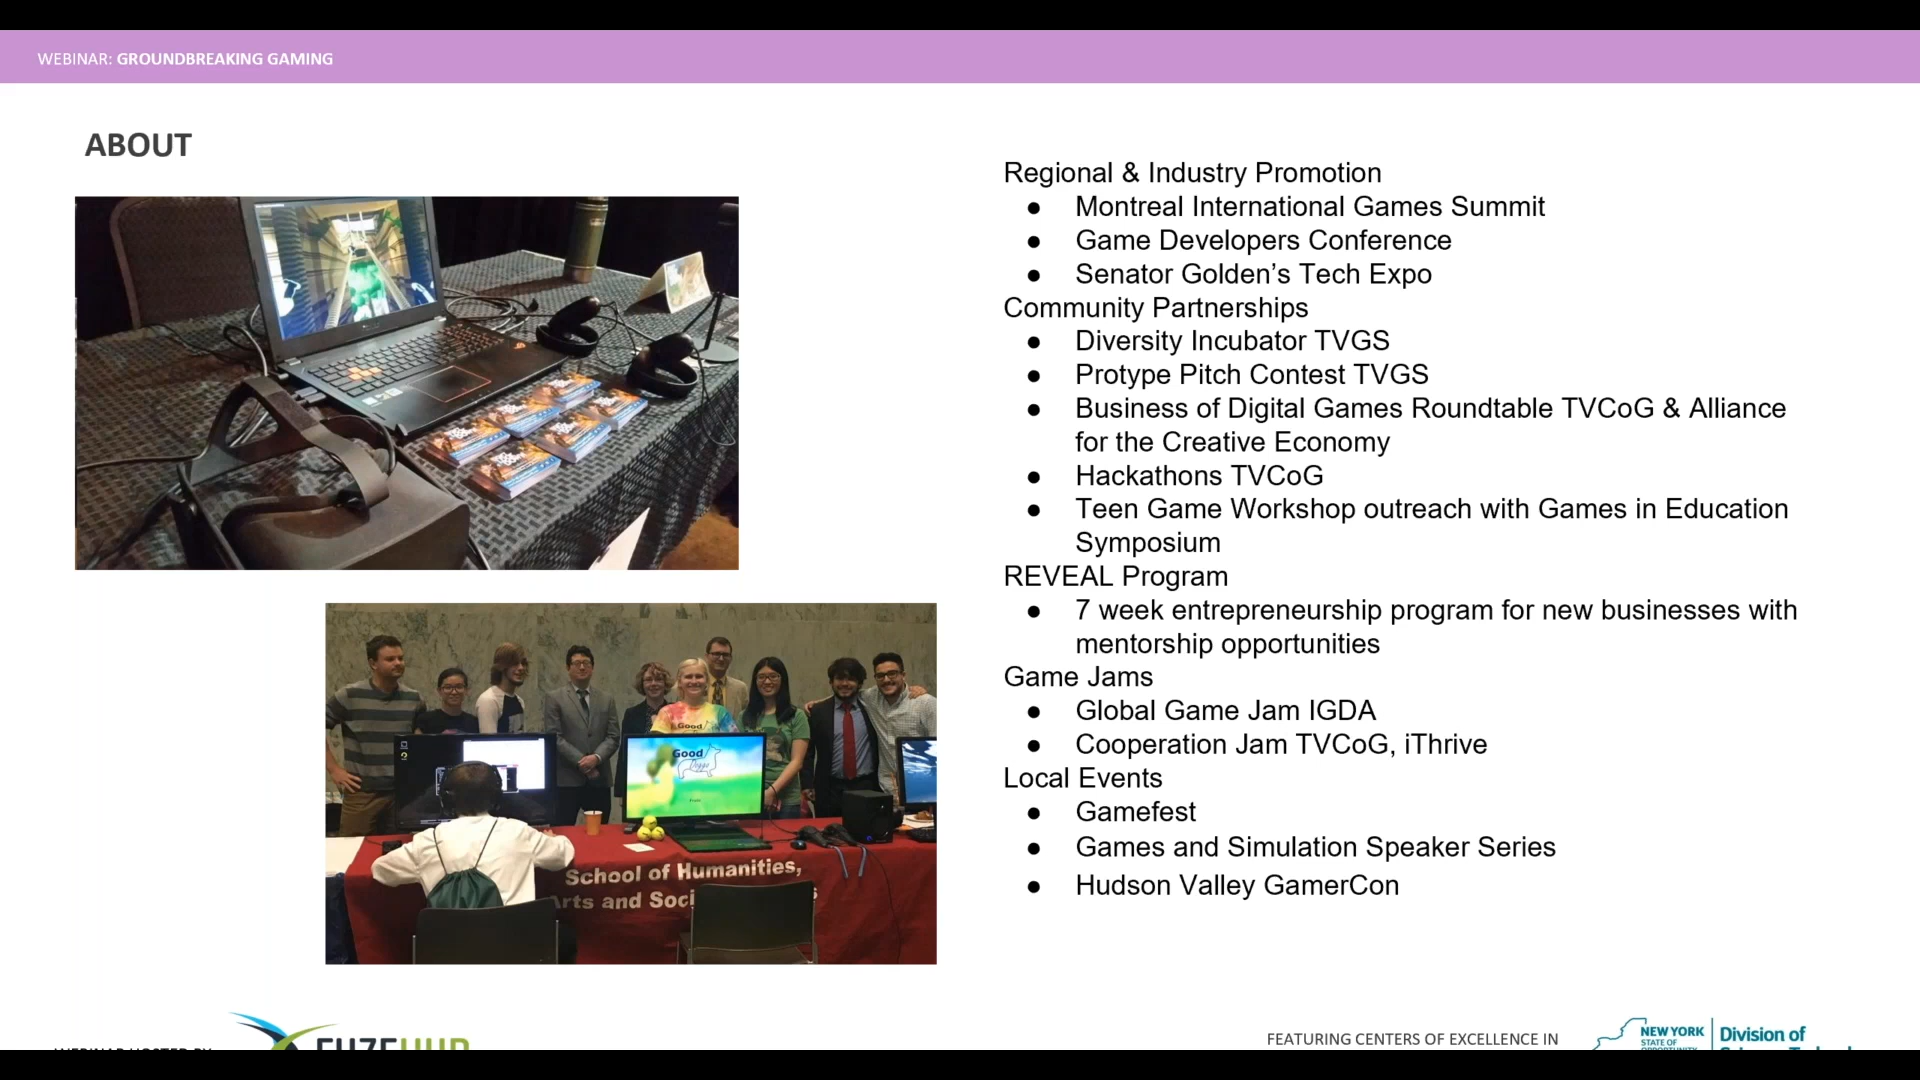 WEBINAR: GROUNDBREAKING GAMING
ABOUT
Regional & Industry Promotion
● Montreal International Games Summit
● Game Developers Conference
● Senator Golden’s Tech Expo
Community Partnerships
● Diversity Incubator TVGS
● Protype Pitch Contest TVGS
● Business of Digital Games Roundtable TVCoG & Alliance
for the Creative Economy
● Hackathons TVCoG
● Teen Game Workshop outreach with Games in Education
Symposium
REVEAL Program
● 7 week entrepreneurship program for new businesses with
mentorship opportunities
Game Jams
● Global Game Jam IGDA
● Cooperation Jam TVCoG, iThrive
Local Events
● Gamefest
● Games and Simulation Speaker Series
● Hudson Valley GamerCon
Good
Good
Doggo
School of Humanities,
Arts and Soci
WEBINAR HOSTED BY
FUZEHUB
FEATURING CENTERS OF EXCELLENCE IN
NEW YORK
STATE OF
OPPORTUNITY
Division of